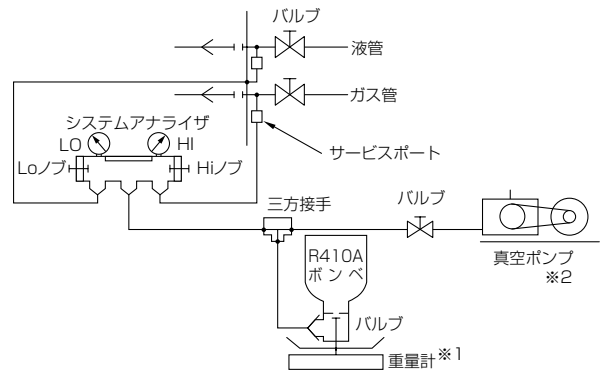 バルブ
液管
ガス管
システムアナライザ
LO
HI
Loノブ
Hiノブ
サービスポート
三方接手
バルブ
R410A
ボンベ
真空ポンプ
※2
バルブ
重量計※1